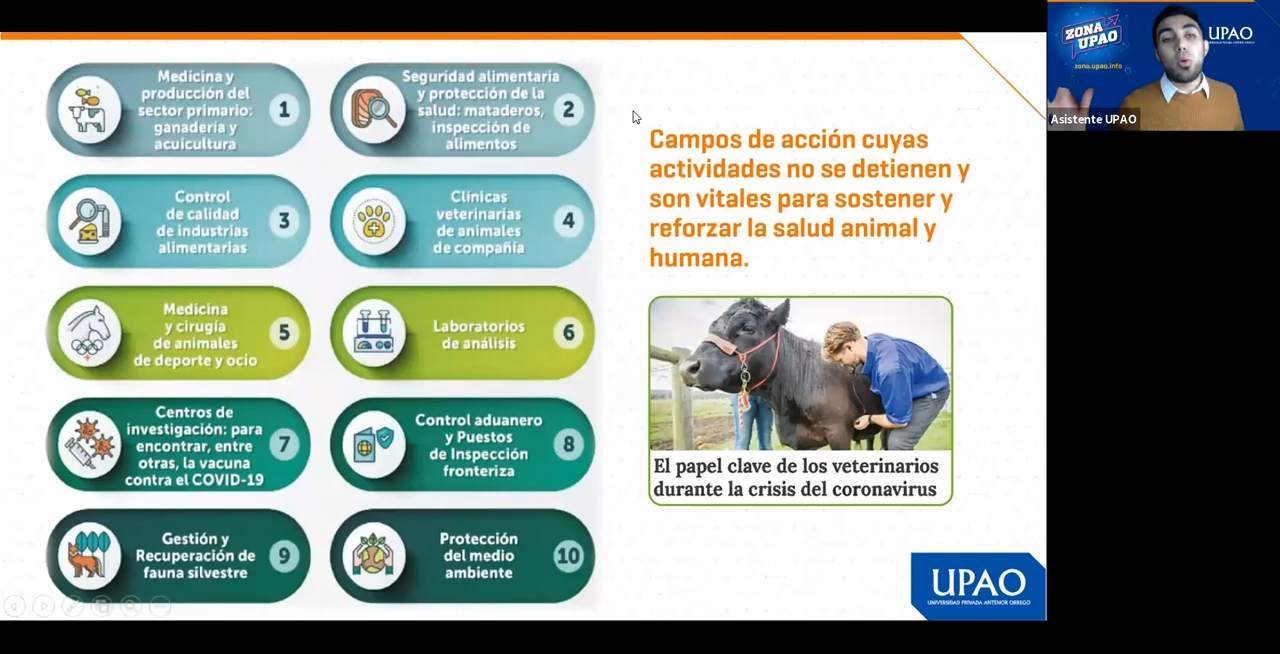 Medicina y
producción del
sector primario:
ganadería y
acuicultura
1
Seguridad alimentaria
y protección de la
salud: mataderos,
inspección de
alimentos
2
Control
de calidad
de industrias
alimentarias
3
Clínicas
veterinarias
de animales
de compañía
4
Medicina
y cirugía
de animales
de deporte y ocio
5
Laboratorios
de análisis
6
Centros de
investigación: para
encontrar, entre
otras, la vacuna
contra el COVID-19
7
Control aduanero
y Puestos
de Inspección
fronteriza
8
Gestión y
Recuperación de
fauna silvestre
9
Protección
del medio
ambiente
10
Campos de acción cuyas
actividades no se detienen y
son vitales para sostener y
reforzar la salud animal y
humana.
El papel clave de los veterinarios
durante la crisis del coronavirus
UPAO
UNIVERSIDAD PRIVADA ANTENOR ORREGO
ZONA
UPAO
zona.upao.info
UPAO
Asistente UPAO